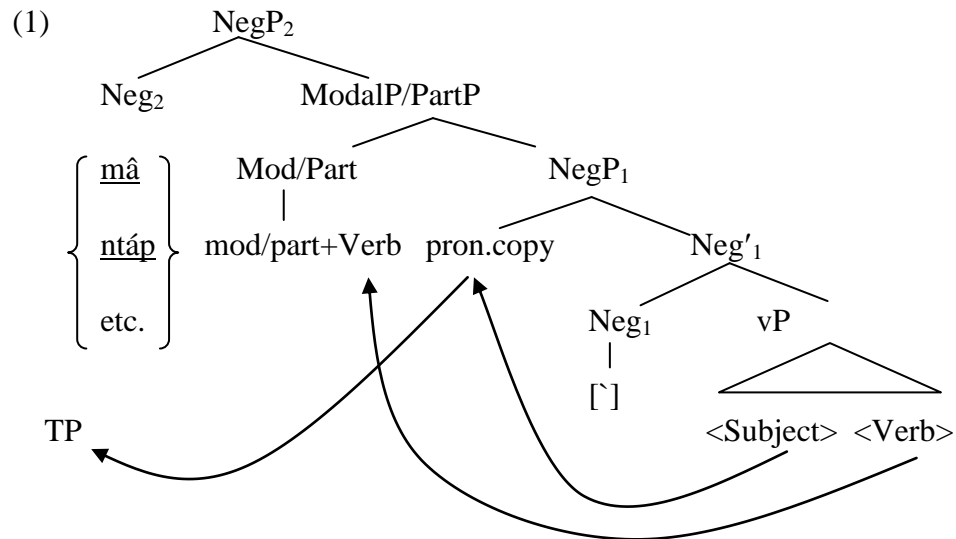 (1) NegP₂
Neg₂ ModalP/PartP
mâ Mod/Part NegP₁
ntáp mod/part+Verb pron.copy Neg′₁
etc. Neg₁ vP
[`]
TP <Subject> <Verb>